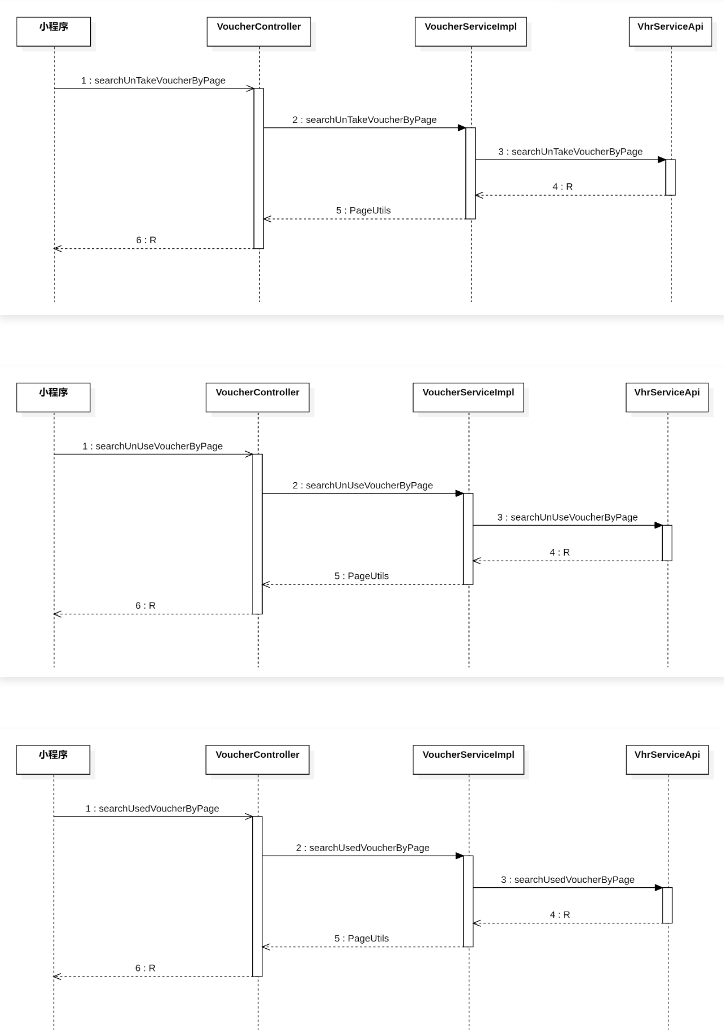 小程序 VoucherController VoucherServiceImpl VhrServiceApi
1 : searchUnTakeVoucherByPage
2 : searchUnTakeVoucherByPage
3 : searchUnTakeVoucherByPage
4 : R
5 : PageUtils
6 : R
小程序 VoucherController VoucherServiceImpl VhrServiceApi
1 : searchUnUseVoucherByPage
2 : searchUnUseVoucherByPage
3 : searchUnUseVoucherByPage
4 : R
5 : PageUtils
6 : R
小程序 VoucherController VoucherServiceImpl VhrServiceApi
1 : searchUsedVoucherByPage
2 : searchUsedVoucherByPage
3 : searchUsedVoucherByPage
4 : R
5 : PageUtils
6 : R